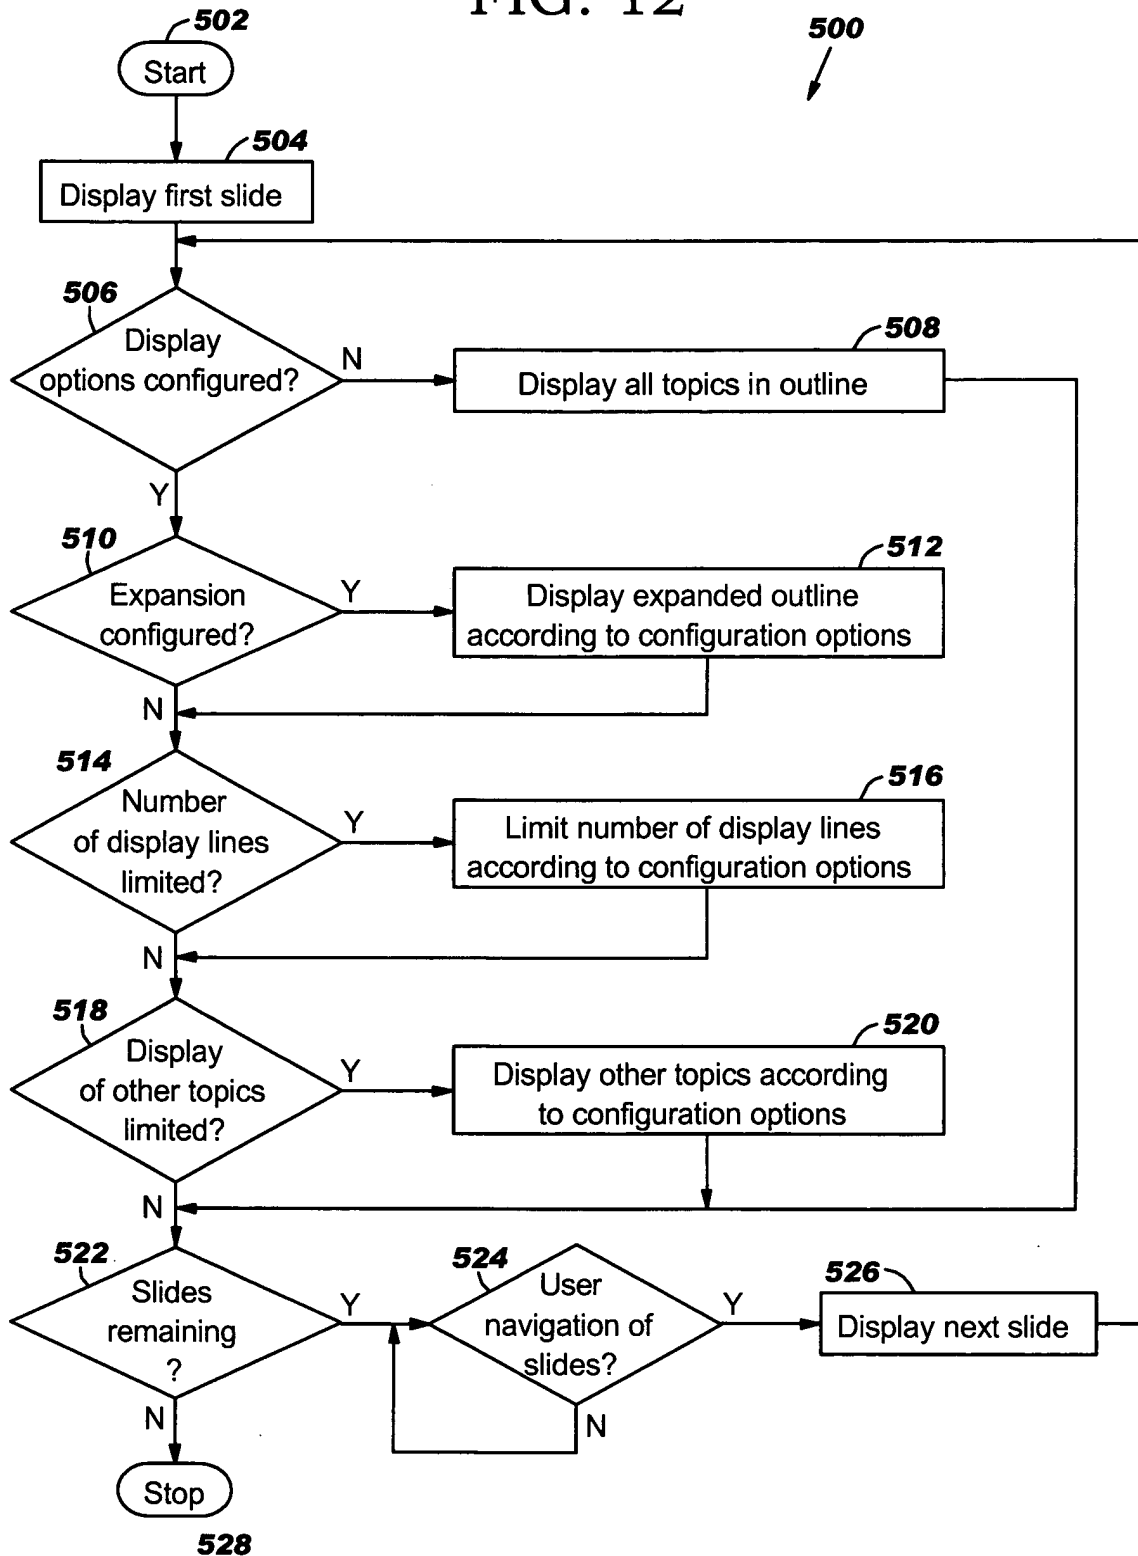 FIG. 12
502
500
Start
504
Display first slide
506
Display
options configured?
N
508
Display all topics in outline
Y
510
Expansion
configured?
Y
512
Display expanded outline
according to configuration options
N
514
Number
of display lines
limited?
Y
516
Limit number of display lines
according to configuration options
N
518
Display
of other topics
limited?
Y
520
Display other topics according
to configuration options
N
522
Slides
remaining
?
Y
524
User
navigation of
slides?
Y
526
Display next slide
N
N
Stop
528